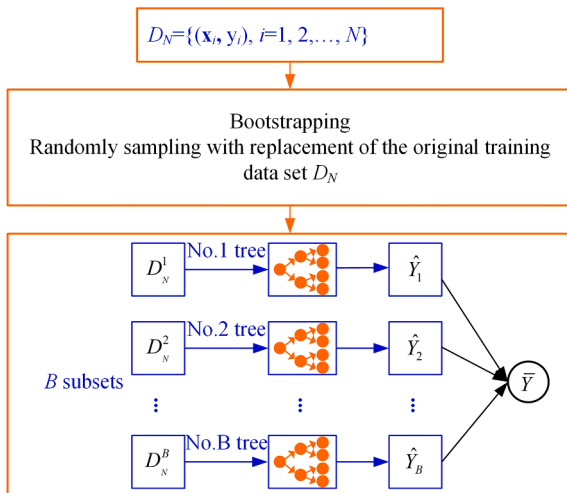 D_N={(x_i, y_i), i=1, 2,…, N}
Bootstrapping
Randomly sampling with replacement of the original training
data set D_N
No.1 tree
D_N^1
Ŷ_1
No.2 tree
D_N^2
Ŷ_2
Ȳ
B subsets
No.B tree
D_N^B
Ŷ_B